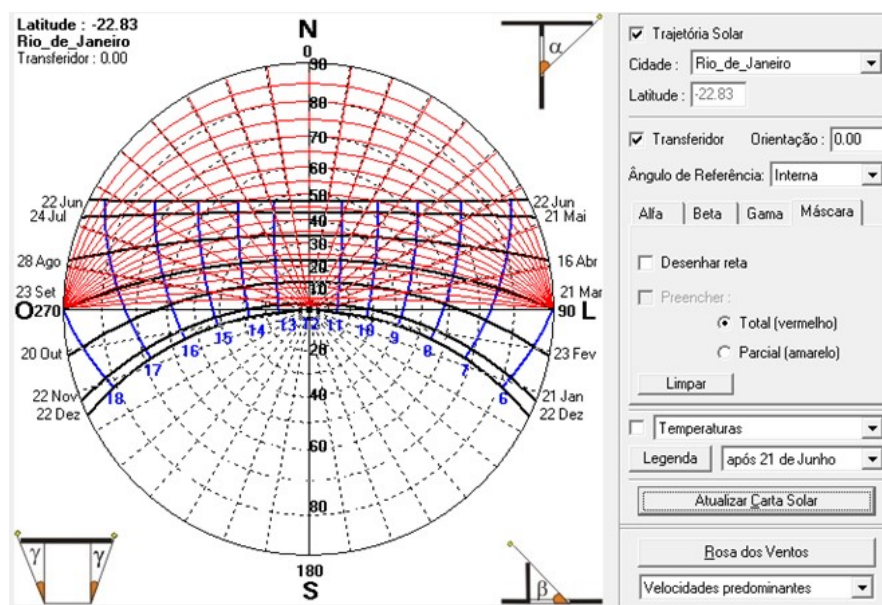 Latitude : -22.83
Rio_de_Janeiro
Transferidor : 0.00
N
0
90
80
70
60
50
40
30
20
10
22 Jun
24 Jul
28 Ago
23 Set
O 270
20 Out
22 Nov
22 Dez
22 Jun
21 Mai
16 Abr
21 Mar
90 L
23 Fev
21 Jan
22 Dez
18
17
16
15
14
13
12
11
10
9
8
7
6
20
40
60
80
180
S
α
γ
γ
β
Trajetória Solar
Cidade : Rio_de_Janeiro
Latitude : -22.83
Transferidor Orientação : 0.00
Ângulo de Referência: Interna
Alfa Beta Gama Máscara
Desenhar reta
Preencher :
Total (vermelho)
Parcial (amarelo)
Limpar
Temperaturas
Legenda após 21 de Junho
Atualizar Carta Solar
Rosa dos Ventos
Velocidades predominantes